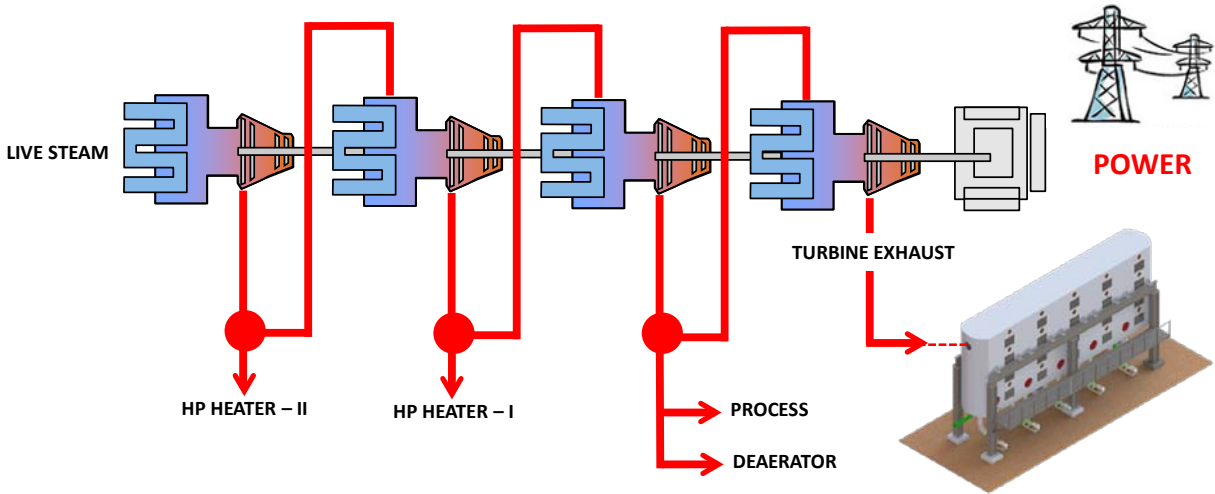 LIVE STEAM
POWER
TURBINE EXHAUST
HP HEATER – II
HP HEATER – I
PROCESS
DEAERATOR